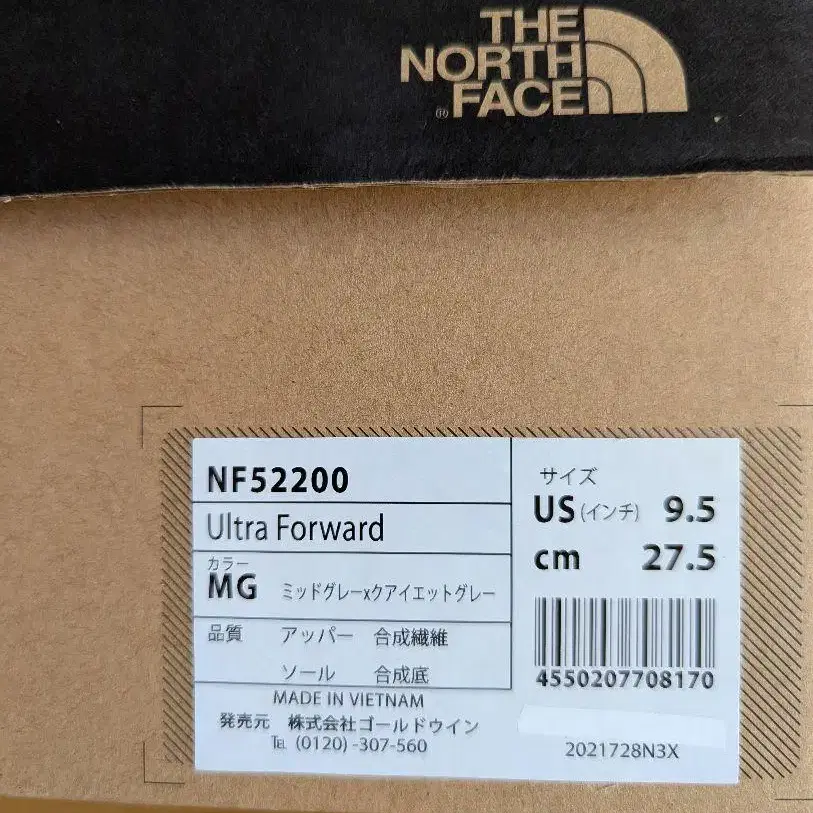 THE
NORTH
FACE
®
NF52200
Ultra Forward
カラー
MG ミッドグレーxクアイエットグレー
品質 アッパー 合成繊維
ソール 合成底
MADE IN VIETNAM
発売元 株式会社ゴールドウイン
℡ (0120) -307-560
サイズ
US (インチ) 9.5
cm 27.5
4550207708170
2021728N3X